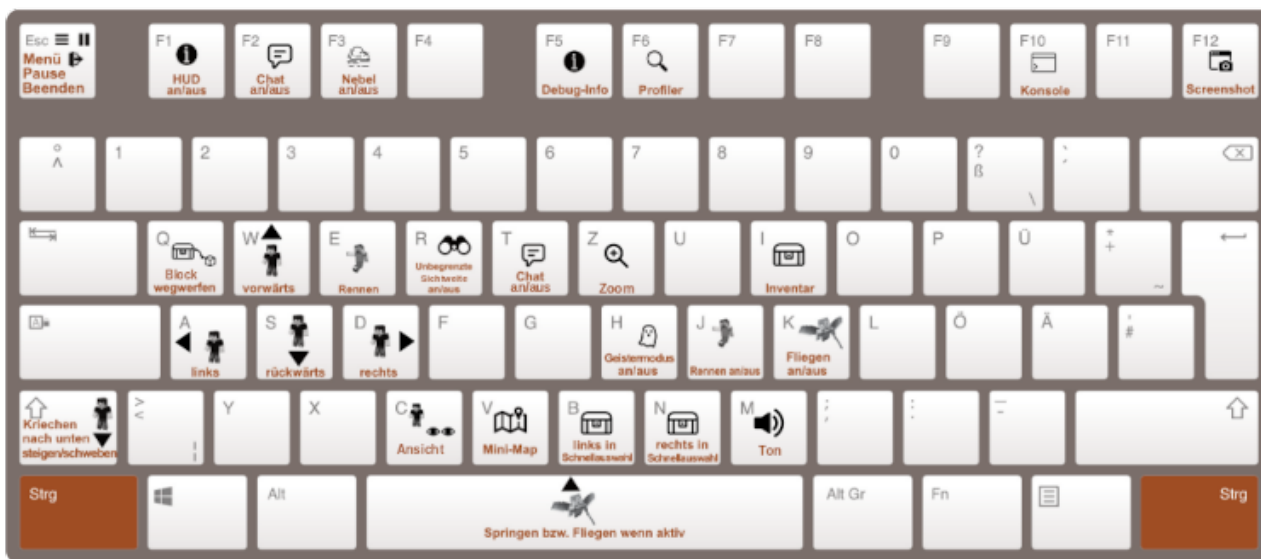 Esc
Menü
Pause
Beenden
F1
HUD
an/aus
F2
Chat
an/aus
F3
Nebel
an/aus
F4
F5
Debug-Info
F6
Profiler
F7
F8
F9
F10
Konsole
F11
F12
Screenshot
°
^
1
2
3
4
5
6
7
8
9
0
?
ß
\
Q
Block
wegwerfen
W
vorwärts
E
Rennen
R
Unbegrenzte
Sichtweite
an/aus
T
Chat
an/aus
Z
Zoom
U
I
Inventar
O
P
Ü
*
+
~
A
links
S
rückwärts
D
rechts
F
G
H
Geistermodus
an/aus
J
Rennen an/aus
K
Fliegen
an/aus
L
Ö
Ä
'
#
Kriechen
nach unten
steigen/schweben
>
<
¦
Y
X
C
Ansicht
V
Mini-Map
B
links in
Schnellauswahl
N
rechts in
Schnellauswahl
M
Ton
;
,
:
.
_
-
Strg
Alt
Springen bzw. Fliegen wenn aktiv
Alt Gr
Fn
Strg